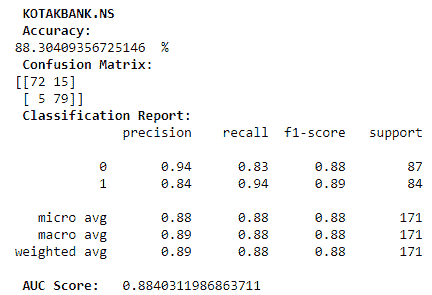 KOTAKBANK.NS
Accuracy:
88.30409356725146 %
Confusion Matrix:
[[72 15]
[ 5 79]]
Classification Report:
precision recall f1-score support
0 0.94 0.83 0.88 87
1 0.84 0.94 0.89 84
micro avg 0.88 0.88 0.88 171
macro avg 0.89 0.88 0.88 171
weighted avg 0.89 0.88 0.88 171
AUC Score: 0.8840311986863711